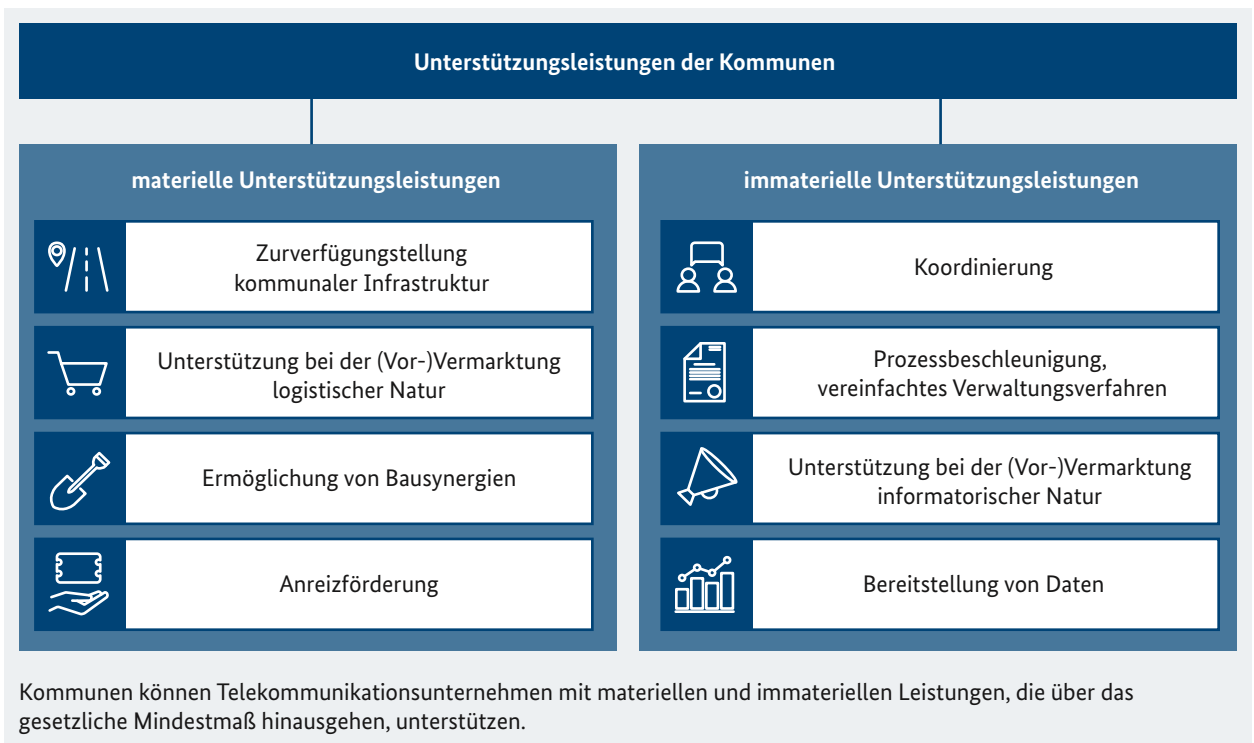 Unterstützungsleistungen der Kommunen
materielle Unterstützungsleistungen
Zurverfügungstellung
kommunaler Infrastruktur
Unterstützung bei der (Vor-)Vermarktung
logistischer Natur
Ermöglichung von Bausynergien
Anreizförderung
immaterielle Unterstützungsleistungen
Koordinierung
Prozessbeschleunigung,
vereinfachtes Verwaltungsverfahren
Unterstützung bei der (Vor-)Vermarktung
informatorischer Natur
Bereitstellung von Daten
Kommunen können Telekommunikationsunternehmen mit materiellen und immateriellen Leistungen, die über das
gesetzliche Mindestmaß hinausgehen, unterstützen.